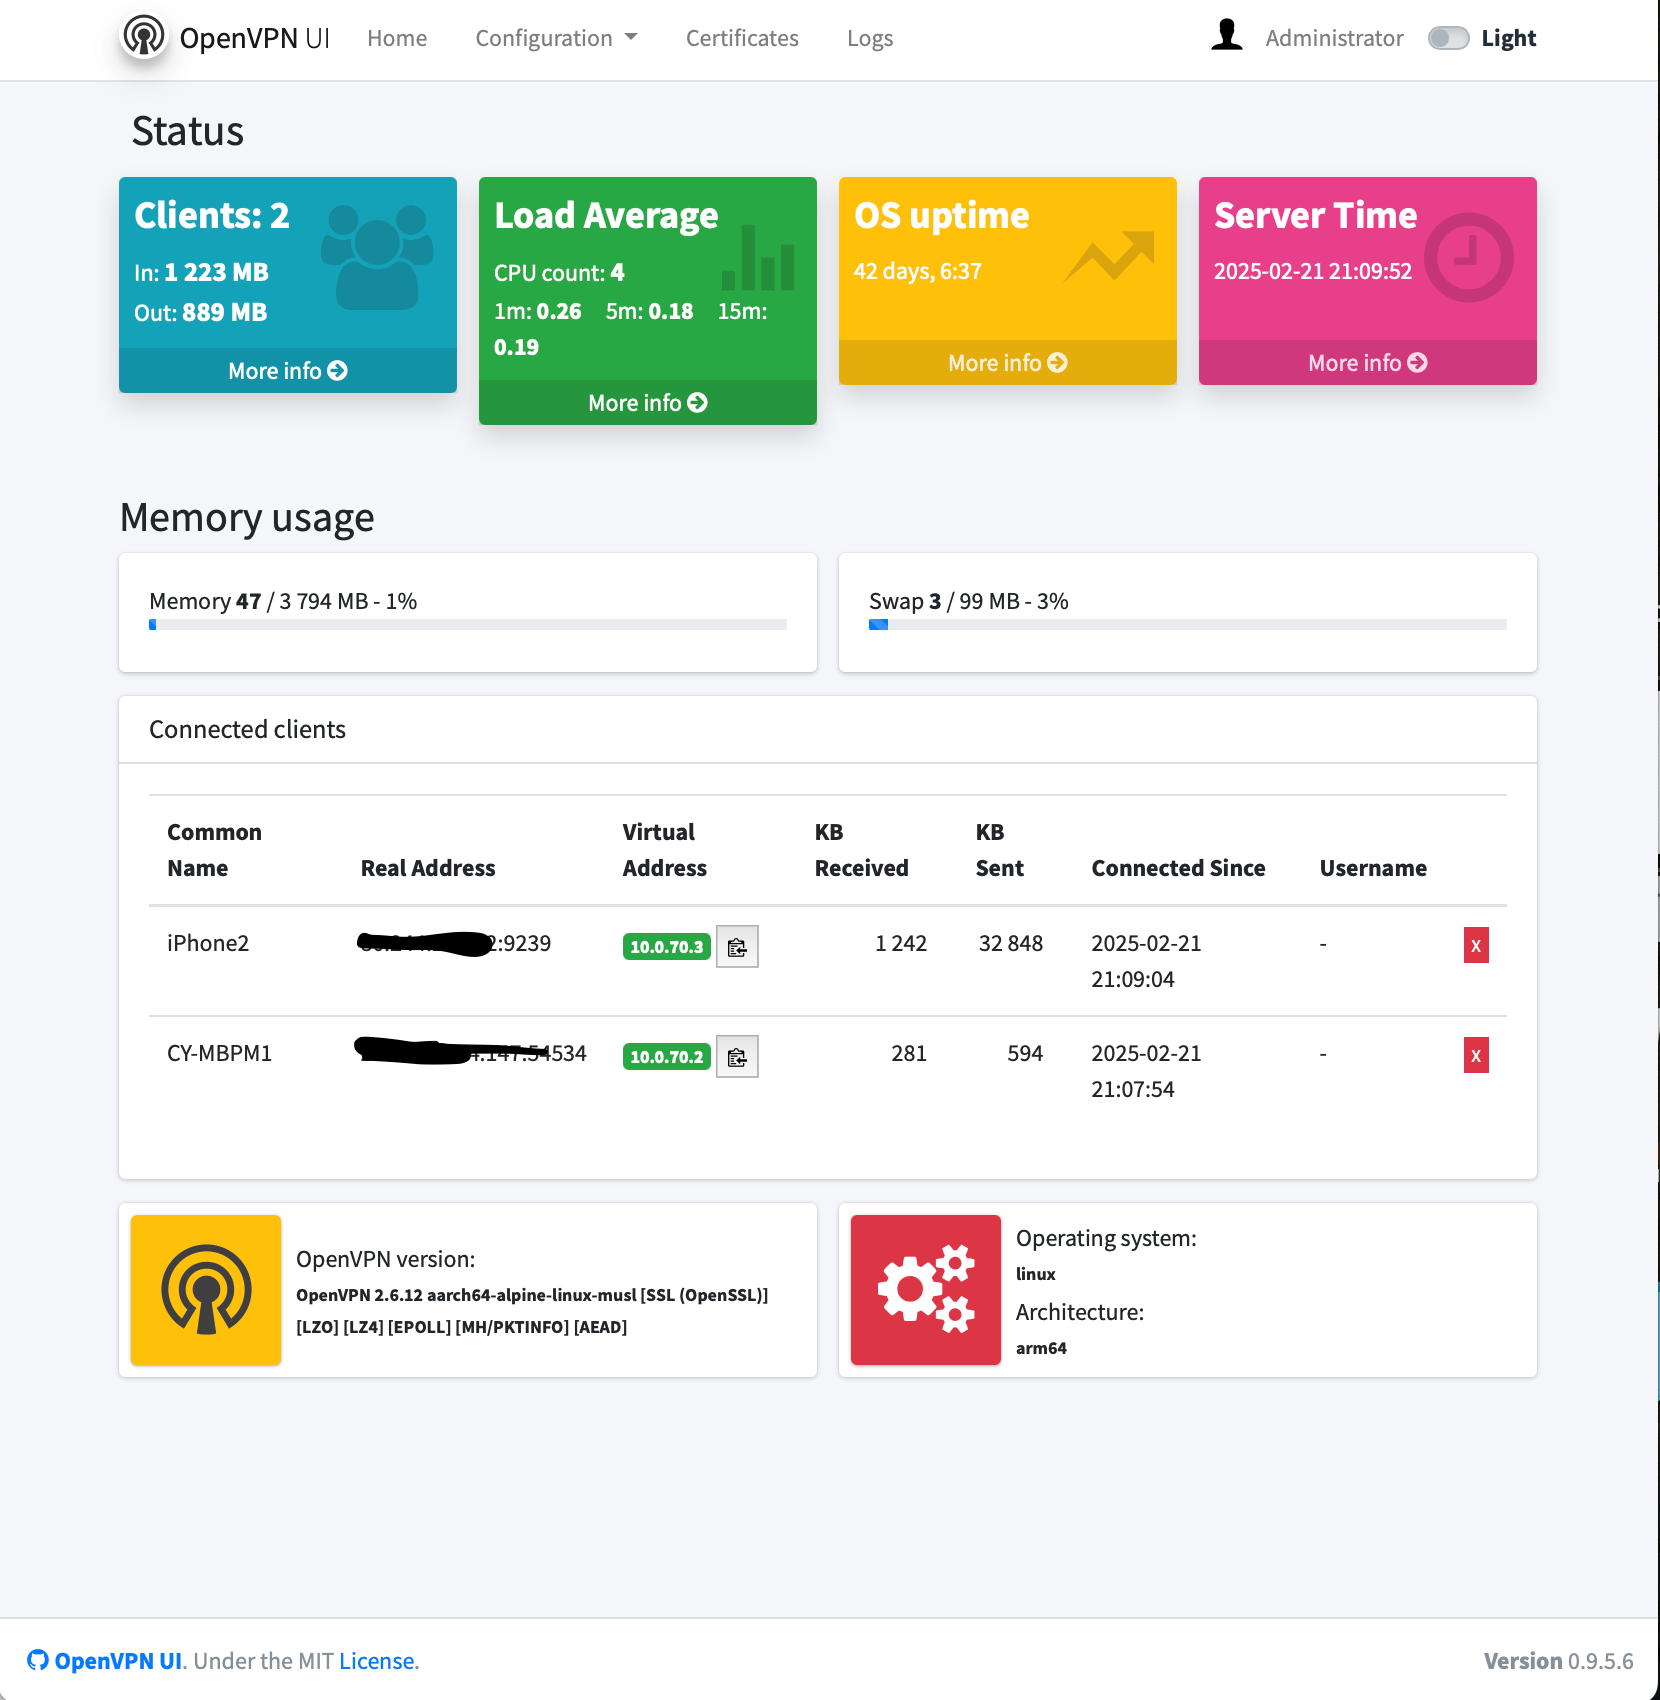 OpenVPN UI Home Configuration Certificates Logs Administrator Light
Status
Clients: 2
In: 1 223 MB
Out: 889 MB
More info
Load Average
CPU count: 4
1m: 0.26 5m: 0.18 15m:
0.19
More info
OS uptime
42 days, 6:37
More info
Server Time
2025-02-21 21:09:52
More info
Memory usage
Memory 47 / 3 794 MB - 1%
Swap 3 / 99 MB - 3%
Connected clients
Common Name Real Address Virtual Address KB Received KB Sent Connected Since Username
iPhone2 :9239 10.0.70.3 1 242 32 848 2025-02-21 21:09:04 - X
CY-MBPM1 534 10.0.70.2 281 594 2025-02-21 21:07:54 - X
OpenVPN version:
OpenVPN 2.6.12 aarch64-alpine-linux-musl [SSL (OpenSSL)]
[LZO] [LZ4] [EPOLL] [MH/PKTINFO] [AEAD]
Operating system:
linux
Architecture:
arm64
OpenVPN UI. Under the MIT License.
Version 0.9.5.6